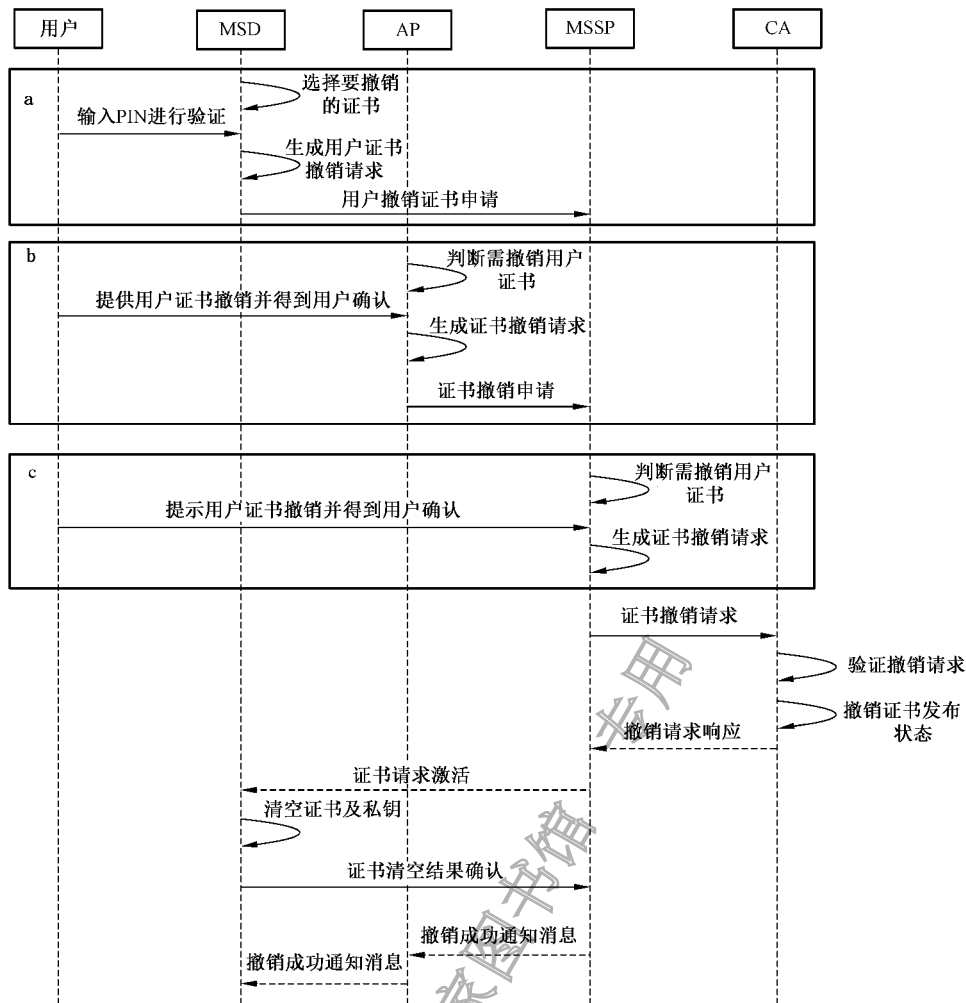 用户
MSD
AP
MSSP
CA
a
选择要撤销
的证书
输入PIN进行验证
生成用户证书
撤销请求
用户撤销证书申请
b
判断需撤销用户
证书
提供用户证书撤销并得到用户确认
生成证书撤销请求
证书撤销申请
c
判断需撤销用户
证书
提示用户证书撤销并得到用户确认
生成证书撤销请求
证书撤销请求
验证撤销请求
撤销证书发布
状态
撤销请求响应
证书请求激活
清空证书及私钥
证书清空结果确认
撤销成功通知消息
撤销成功通知消息
家图书馆 专用